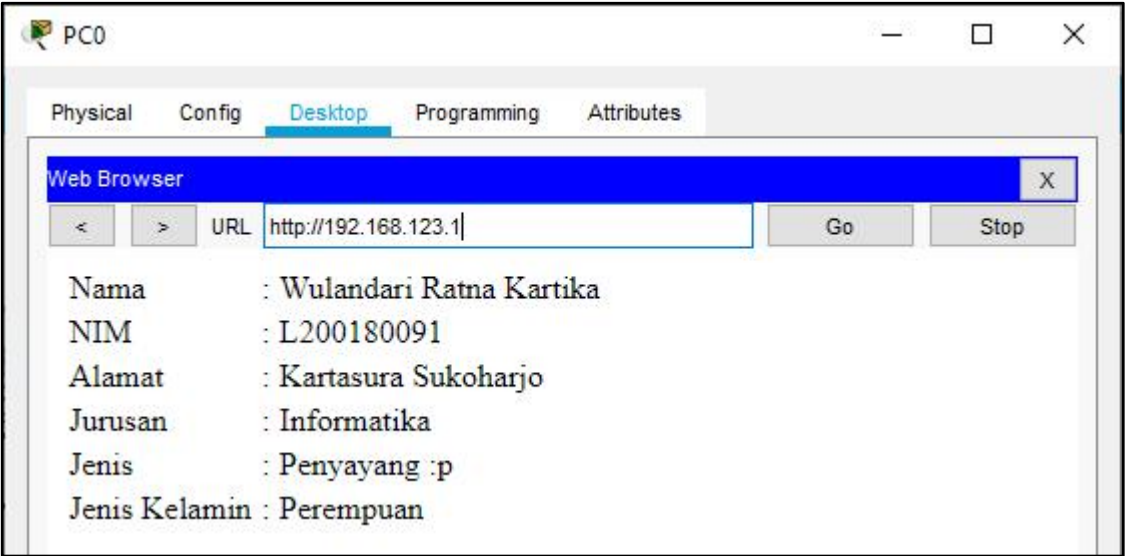 PC0
Physical Config Desktop Programming Attributes
Web Browser X
< > URL http://192.168.123.1 Go Stop
Nama : Wulandari Ratna Kartika
NIM : L200180091
Alamat : Kartasura Sukoharjo
Jurusan : Informatika
Jenis : Penyayang :p
Jenis Kelamin : Perempuan